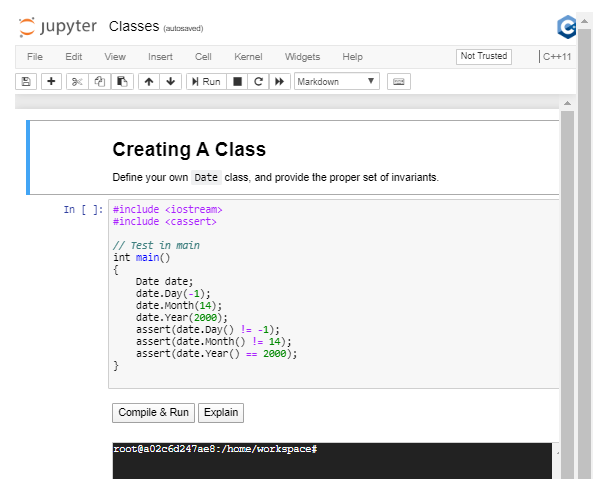 jupyter Classes (autosaved)
File Edit View Insert Cell Kernel Widgets Help Not Trusted C++11
Run Markdown
Creating A Class
Define your own Date class, and provide the proper set of invariants.
In [ ]: #include <iostream>
#include <cassert>
// Test in main
int main()
{
    Date date;
    date.Day(-1);
    date.Month(14);
    date.Year(2000);
    assert(date.Day() != -1);
    assert(date.Month() != 14);
    assert(date.Year() == 2000);
}
Compile & Run Explain
root@a02c6d247ae8:/home/workspace#